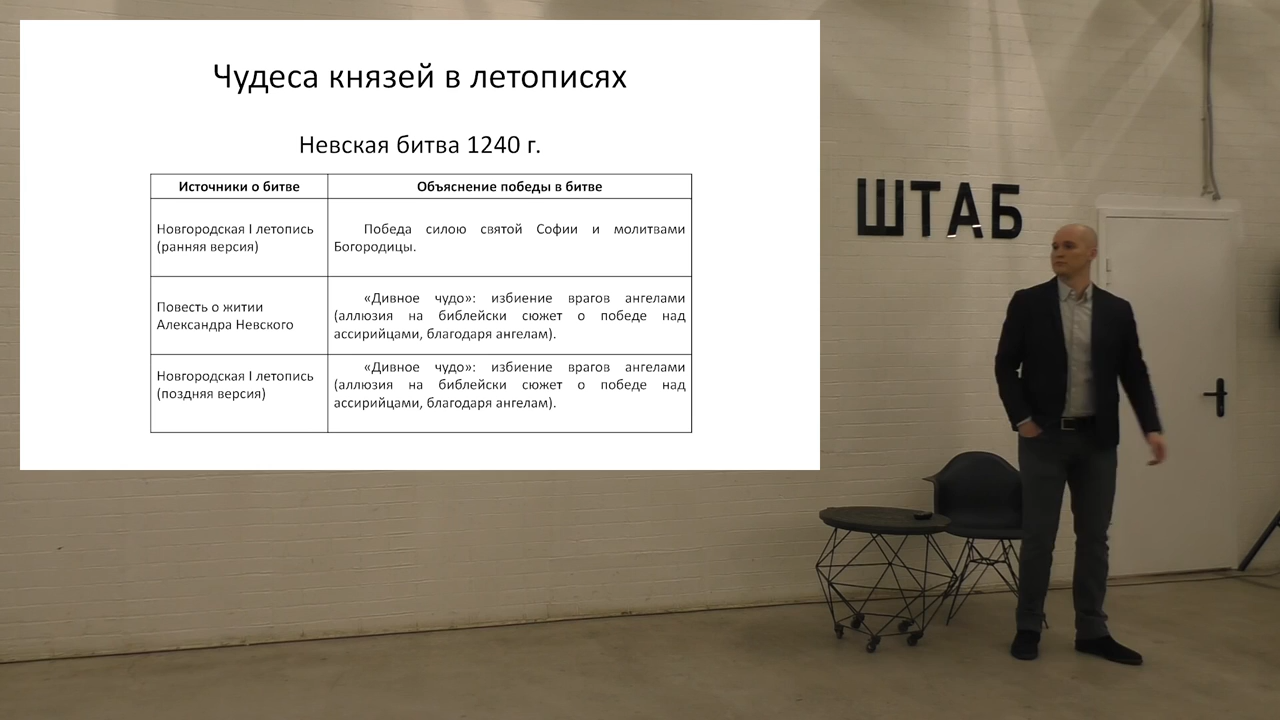 Чудеса князей в летописях
Невская битва 1240 г.
Источники о битве
Объяснение победы в битве
Новгородская I летопись
(ранняя версия)
Победа силою святой Софии и молитвами
Богородицы.
Повесть о житии
Александра Невского
«Дивное чудо»: избиение врагов ангелами
(аллюзия на библейски сюжет о победе над
ассирийцами, благодаря ангелам).
Новгородская I летопись
(поздняя версия)
«Дивное чудо»: избиение врагов ангелами
(аллюзия на библейски сюжет о победе над
ассирийцами, благодаря ангелам).
ШТАБ